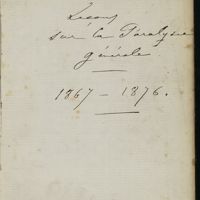 Leçons
sur la Paralysie
générale
1867 - 1876.